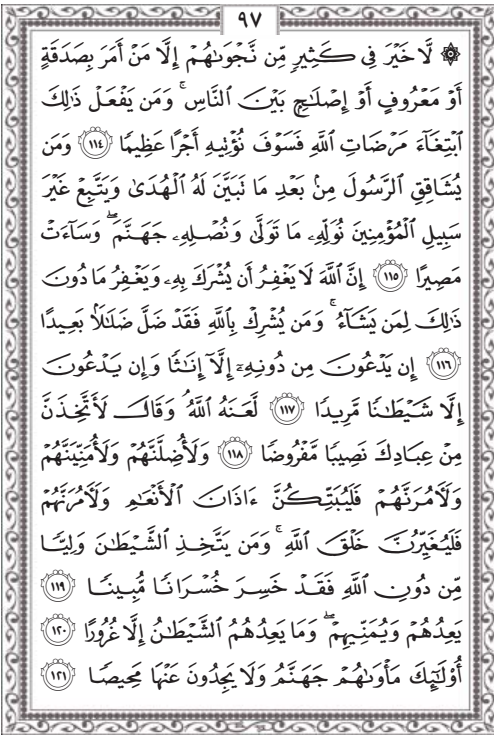 ٩٧
۞ لَّا خَيْرَ فِي كَثِيرٍ مِّن نَّجْوَىٰهُمْ إِلَّا مَنْ أَمَرَ بِصَدَقَةٍ
أَوْ مَعْرُوفٍ أَوْ إِصْلَٰحٍۭ بَيْنَ ٱلنَّاسِ ۚ وَمَن يَفْعَلْ ذَٰلِكَ
ٱبْتِغَآءَ مَرْضَاتِ ٱللَّهِ فَسَوْفَ نُؤْتِيهِ أَجْرًا عَظِيمًا ١١٤ وَمَن
يُشَاقِقِ ٱلرَّسُولَ مِنۢ بَعْدِ مَا تَبَيَّنَ لَهُ ٱلْهُدَىٰ وَيَتَّبِعْ غَيْرَ
سَبِيلِ ٱلْمُؤْمِنِينَ نُوَلِّهِۦ مَا تَوَلَّىٰ وَنُصْلِهِۦ جَهَنَّمَ ۖ وَسَآءَتْ
مَصِيرًا ١١٥ إِنَّ ٱللَّهَ لَا يَغْفِرُ أَن يُشْرَكَ بِهِۦ وَيَغْفِرُ مَا دُونَ
ذَٰلِكَ لِمَن يَشَآءُ ۚ وَمَن يُشْرِكْ بِٱللَّهِ فَقَدْ ضَلَّ ضَلَٰلًۢا بَعِيدًا
١١٦ إِن يَدْعُونَ مِن دُونِهِۦٓ إِلَّآ إِنَٰثًا وَإِن يَدْعُونَ
إِلَّا شَيْطَٰنًا مَّرِيدًا ١١٧ لَّعَنَهُ ٱللَّهُ ۘ وَقَالَ لَأَتَّخِذَنَّ
مِنْ عِبَادِكَ نَصِيبًا مَّفْرُوضًا ١١٨ وَلَأُضِلَّنَّهُمْ وَلَأُمَنِّيَنَّهُمْ
وَلَءَامُرَنَّهُمْ فَلَيُبَتِّكُنَّ ءَاذَانَ ٱلْأَنْعَٰمِ وَلَءَامُرَنَّهُمْ
فَلَيُغَيِّرُنَّ خَلْقَ ٱللَّهِ ۚ وَمَن يَتَّخِذِ ٱلشَّيْطَٰنَ وَلِيًّا
مِّن دُونِ ٱللَّهِ فَقَدْ خَسِرَ خُسْرَانًا مُّبِينًا ١١٩
يَعِدُهُمْ وَيُمَنِّيهِمْ ۖ وَمَا يَعِدُهُمُ ٱلشَّيْطَٰنُ إِلَّا غُرُورًا ١٢٠
أُو۟لَٰٓئِكَ مَأْوَىٰهُمْ جَهَنَّمُ وَلَا يَجِدُونَ عَنْهَا مَحِيصًا ١٢١